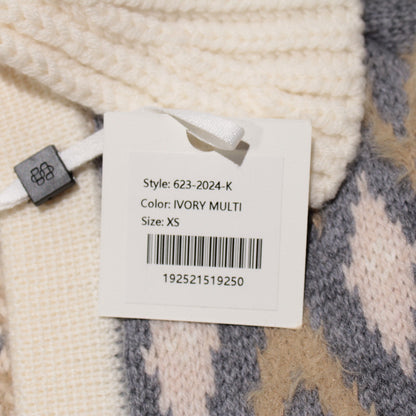 Style: 623-2024-K
Color: IVORY MULTI
Size: XS
192521519250